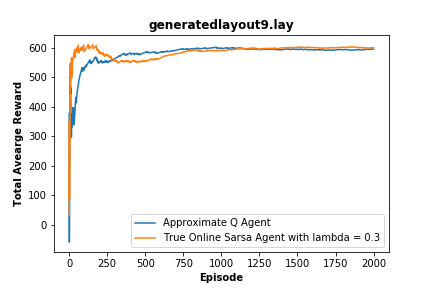 generatedlayout9.lay
Total Avearge Reward
600
500
400
300
200
100
0
Approximate Q Agent
True Online Sarsa Agent with lambda = 0.3
0 250 500 750 1000 1250 1500 1750 2000
Episode